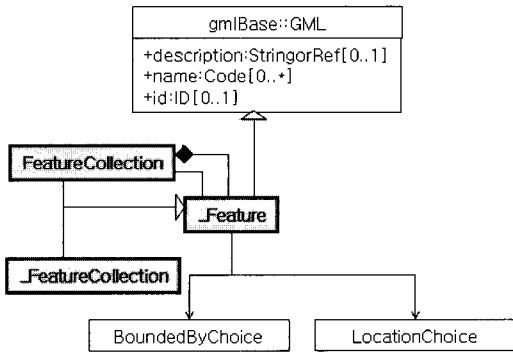 gmlBase::GML
+description:StringorRef[0..1]
+name:Code[0..*]
+id:ID[0..1]
FeatureCollection
_Feature
_FeatureCollection
BoundedByChoice
LocationChoice